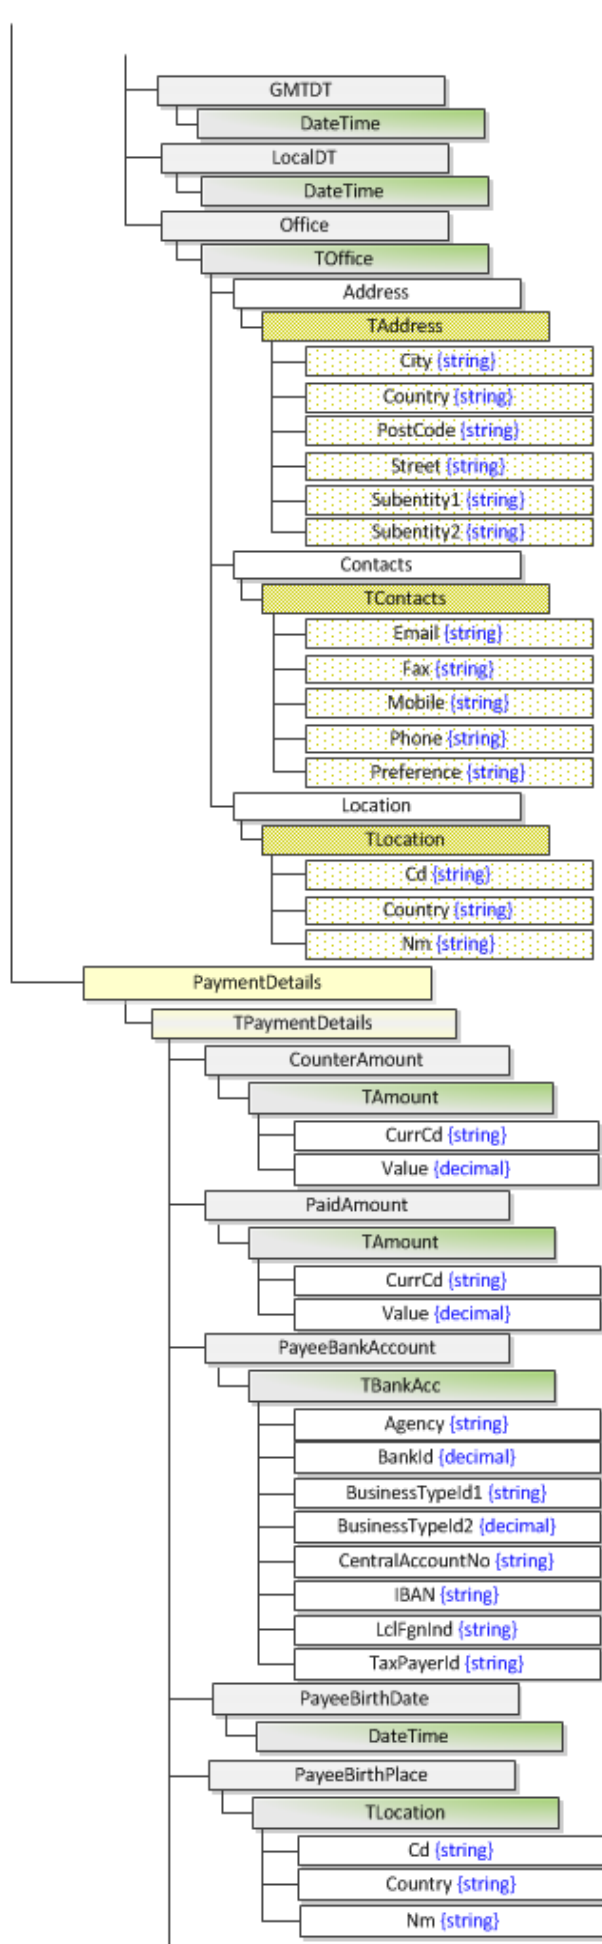 GMTDT
DateTime
LocalDT
DateTime
Office
TOffice
Address
TAddress
City {string}
Country {string}
PostCode {string}
Street {string}
Subentity1 {string}
Subentity2 {string}
Contacts
TContacts
Email {string}
Fax {string}
Mobile {string}
Phone {string}
Preference {string}
Location
TLocation
Cd {string}
Country {string}
Nm {string}
PaymentDetails
TPaymentDetails
CounterAmount
TAmount
CurrCd {string}
Value {decimal}
PaidAmount
TAmount
CurrCd {string}
Value {decimal}
PayeeBankAccount
TBankAcc
Agency {string}
BankId {decimal}
BusinessTypeId1 {string}
BusinessTypeId2 {decimal}
CentralAccountNo {string}
IBAN {string}
LclFgnInd {string}
TaxPayerId {string}
PayeeBirthDate
DateTime
PayeeBirthPlace
TLocation
Cd {string}
Country {string}
Nm {string}